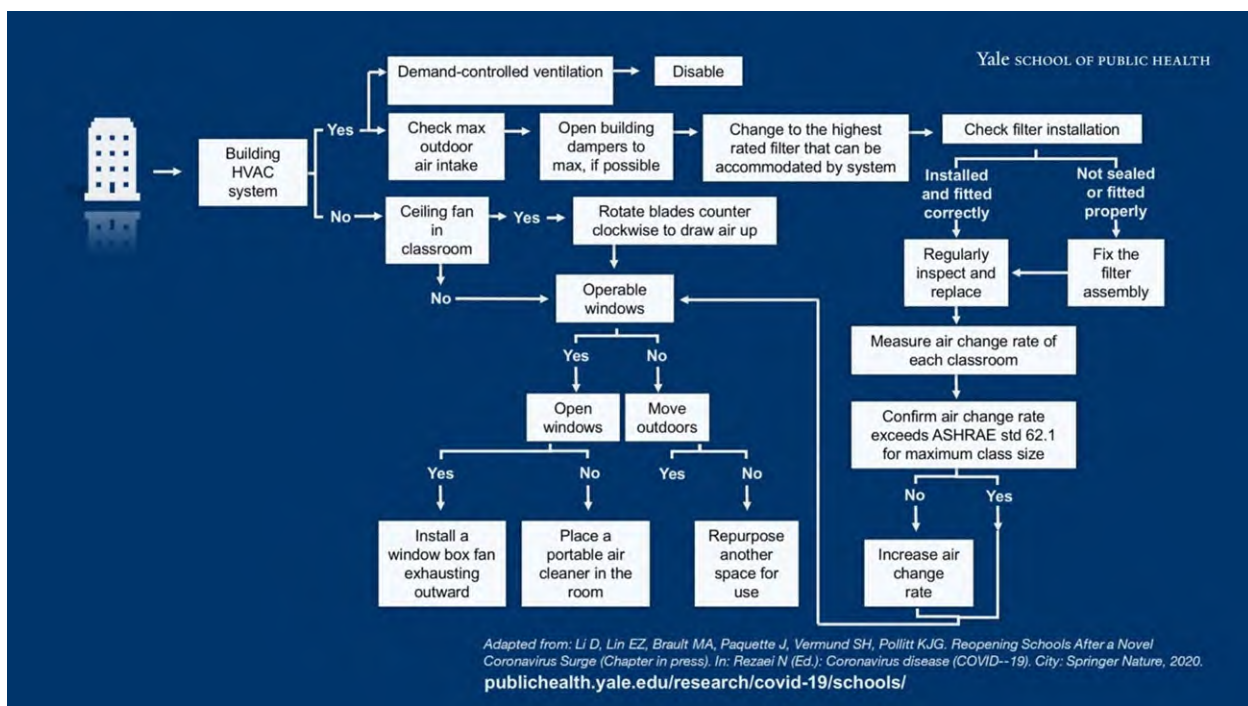 Yale SCHOOL OF PUBLIC HEALTH
Demand-controlled ventilation
Disable
Building
HVAC
system
Yes
Check max
outdoor
air intake
Open building
dampers to
max, if possible
Change to the highest
rated filter that can be
accommodated by system
Check filter installation
Installed
and fitted
correctly
Not sealed
or fitted
properly
No
Ceiling fan
in
classroom
Yes
Rotate blades counter
clockwise to draw air up
Regularly
inspect and
replace
Fix the
filter
assembly
No
Operable
windows
Measure air change rate of
each classroom
Yes
No
Open
windows
Move
outdoors
Confirm air change rate
exceeds ASHRAE std 62.1
for maximum class size
Yes
No
Yes
No
No
Yes
Install a
window box fan
exhausting
outward
Place a
portable air
cleaner in the
room
Repurpose
another
space for
use
Increase air
change
rate
Adapted from: Li D, Lin EZ, Brault MA, Paquette J, Vermund SH, Pollitt KJG. Reopening Schools After a Novel
Coronavirus Surge (Chapter in press). In: Rezaei N (Ed.): Coronavirus disease (COVID--19). City: Springer Nature, 2020.
publichealth.yale.edu/research/covid-19/schools/